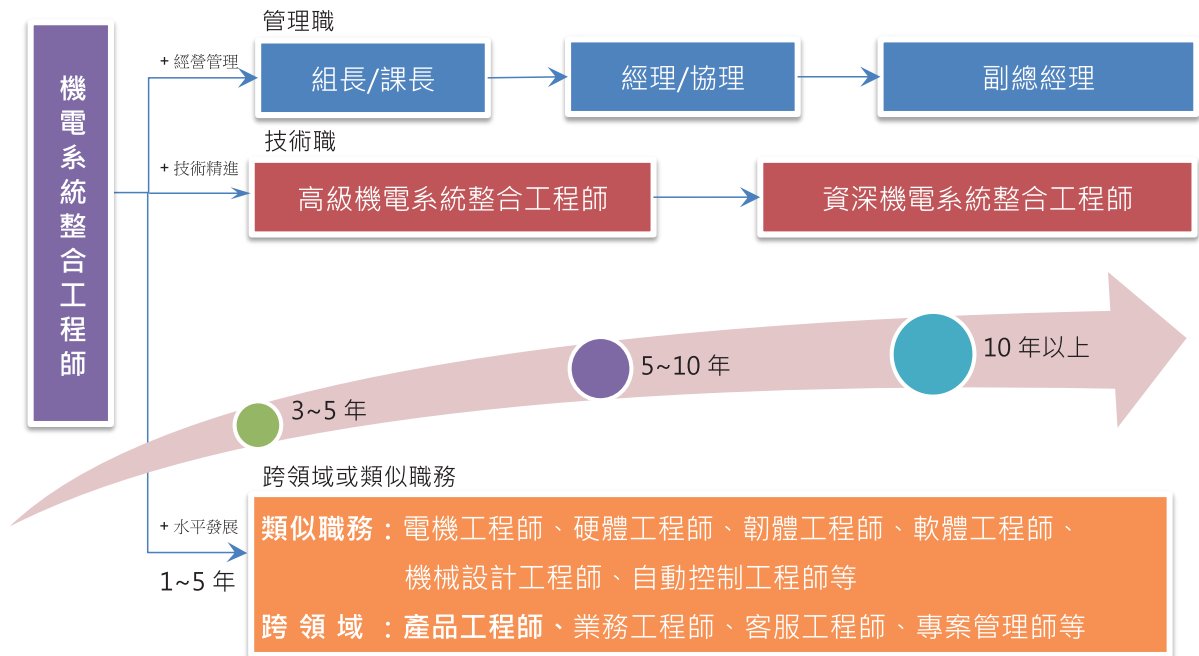 機電系統整合工程師
管理職
+ 經營管理
組長/課長
經理/協理
副總經理
技術職
+ 技術精進
高級機電系統整合工程師
資深機電系統整合工程師
10 年以上
5~10 年
3~5 年
跨領域或類似職務
+ 水平發展
1~5 年
類似職務：電機工程師、硬體工程師、韌體工程師、軟體工程師、
機械設計工程師、自動控制工程師等
跨 領 域 ：產品工程師、業務工程師、客服工程師、專案管理師等